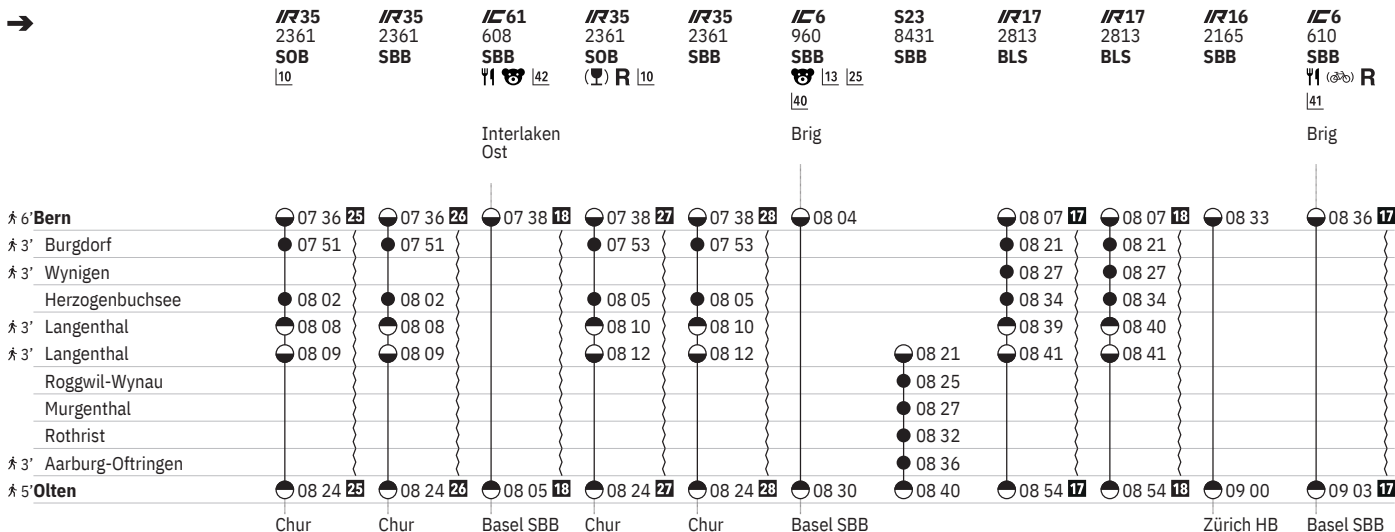 IR35 IR35 IC61 IR35 IR35 IC6 S23 IR17 IR17 IR16 IC6
2361 2361 608 2361 2361 960 8431 2813 2813 2165 610
SOB SBB SBB SOB SBB SBB SBB BLS BLS SBB SBB
10 42 R 10 13 25 R
40 41
Interlaken Brig Brig
Ost
6' Bern 07 36 25 07 36 26 07 38 18 07 38 27 07 38 28 08 04 08 07 17 08 07 18 08 33 08 36 17
3' Burgdorf 07 51 07 51 07 53 07 53 08 21 08 21
3' Wynigen 08 27 08 27
Herzogenbuchsee 08 02 08 02 08 05 08 05 08 34 08 34
3' Langenthal 08 08 08 08 08 10 08 10 08 39 08 40
3' Langenthal 08 09 08 09 08 12 08 12 08 21 08 41 08 41
Roggwil-Wynau 08 25
Murgenthal 08 27
Rothrist 08 32
3' Aarburg-Oftringen 08 36
5' Olten 08 24 25 08 24 26 08 05 18 08 24 27 08 24 28 08 30 08 40 08 54 17 08 54 18 09 00 09 03 17
Chur Chur Basel SBB Chur Chur Basel SBB Zürich HB Basel SBB